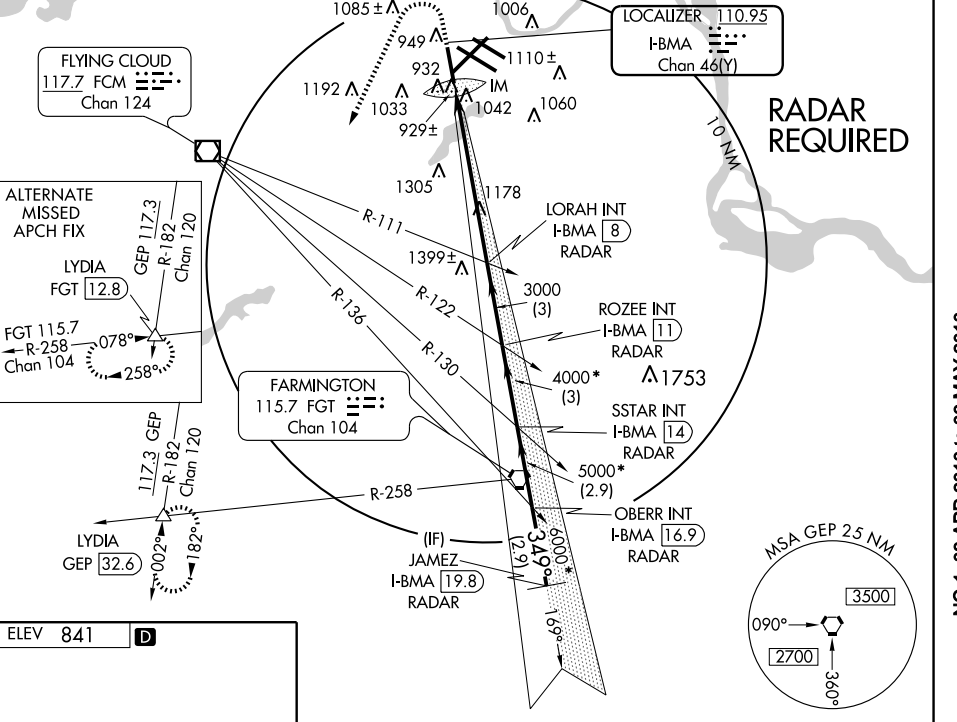 1085 ±
1006
LOCALIZER 110.95
I-BMA
Chan 46(Y)
949
1110 ±
FLYING CLOUD
117.7 FCM
Chan 124
932
IM
1192
1033
1042
1060
929±
RADAR
REQUIRED
10 NM
1305
1178
ALTERNATE
MISSED
APCH FIX
GEP 117.3
R-182
Chan 120
LYDIA
FGT 12.8
FGT 115.7
R-258
Chan 104
078°
258°
R-111
R-122
R-136
R-130
1399±
LORAH INT
I-BMA 8
RADAR
3000
(3)
ROZEE INT
I-BMA 11
RADAR
4000*
(3)
1753
FARMINGTON
115.7 FGT
Chan 104
SSTAR INT
I-BMA 14
RADAR
5000*
(2.9)
117.3 GEP
R-182
Chan 120
R-258
OBERR INT
I-BMA 16.9
RADAR
LYDIA
GEP 32.6
002°
182°
(IF)
JAMEZ
I-BMA 19.8
RADAR
(2.9)
349°
6000*
169°
MSA GEP 25 NM
3500
090°
2700
360°
ELEV 841 D